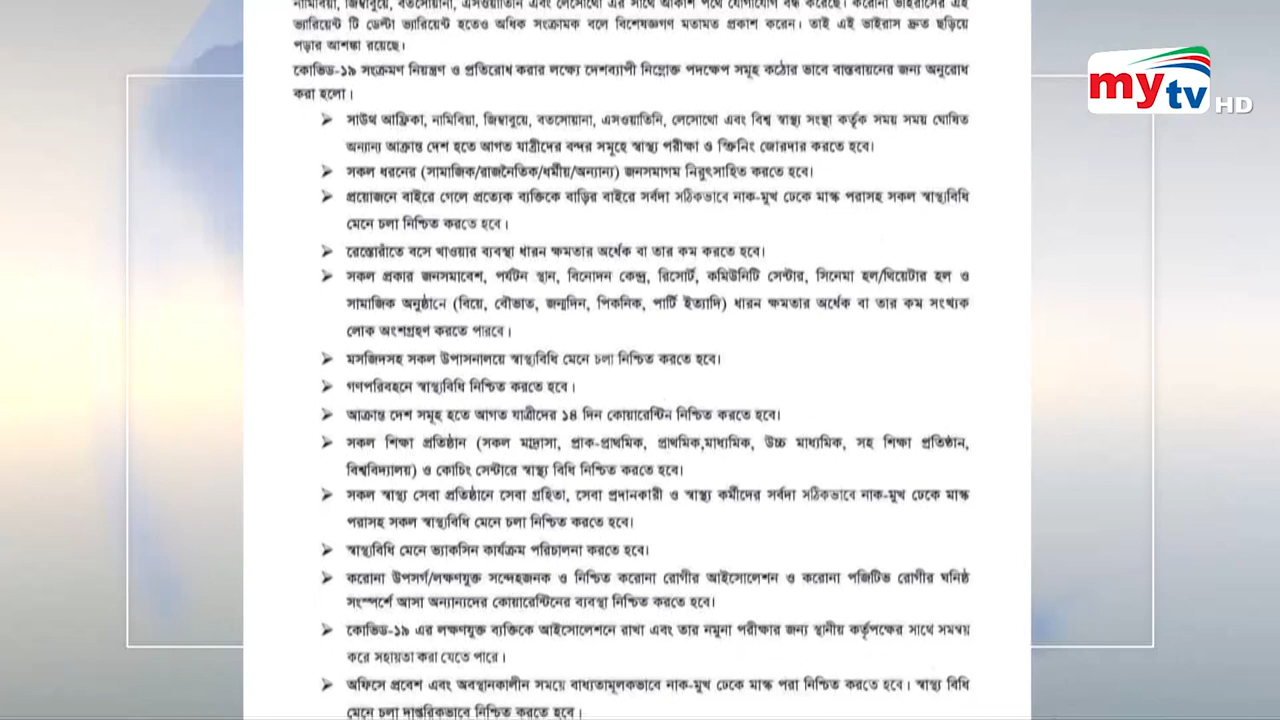 নামিবিয়া, জিম্বাবুয়ে, বতসোয়ানা, এসওয়াতিনি এবং লেসোথো এর সাথে আকাশ পথে যোগাযোগ বন্ধ করেছে। করোনা ভাইরাসের এই
ভ্যারিয়েন্ট টি ডেল্টা ভ্যারিয়েন্ট হতেও অধিক সংক্রামক বলে বিশেষজ্ঞগণ মতামত প্রকাশ করেন। তাই এই ভাইরাস দ্রুত ছড়িয়ে
পড়ার আশঙ্কা রয়েছে।
কোভিড-১৯ সংক্রমণ নিয়ন্ত্রণ ও প্রতিরোধ করার লক্ষ্যে দেশব্যাপী নিম্নোক্ত পদক্ষেপ সমূহ কঠোর ভাবে বাস্তবায়নের জন্য অনুরোধ
করা হলো।
➤ সাউথ আফ্রিকা, নামিবিয়া, জিম্বাবুয়ে, বতসোয়ানা, এসওয়াতিনি, লেসোথো এবং বিশ্ব স্বাস্থ্য সংস্থা কর্তৃক সময় সময় ঘোষিত
অন্যান্য আক্রান্ত দেশ হতে আগত যাত্রীদের বন্দর সমূহে স্বাস্থ্য পরীক্ষা ও স্ক্রিনিং জোরদার করতে হবে।
➤ সকল ধরনের (সামাজিক/রাজনৈতিক/ধর্মীয়/অন্যান্য) জনসমাগম নিরুৎসাহিত করতে হবে।
➤ প্রয়োজনে বাইরে গেলে প্রত্যেক ব্যক্তিকে বাড়ির বাইরে সর্বদা সঠিকভাবে নাক-মুখ ঢেকে মাস্ক পরাসহ সকল স্বাস্থ্যবিধি
মেনে চলা নিশ্চিত করতে হবে।
➤ রেস্তোরাঁতে বসে খাওয়ার ব্যবস্থা ধারন ক্ষমতার অর্ধেক বা তার কম করতে হবে।
➤ সকল প্রকার জনসমাবেশ, পর্যটন স্থান, বিনোদন কেন্দ্র, রিসোর্ট, কমিউনিটি সেন্টার, সিনেমা হল/থিয়েটার হল ও
সামাজিক অনুষ্ঠানে (বিয়ে, বৌভাত, জন্মদিন, পিকনিক, পার্টি ইত্যাদি) ধারন ক্ষমতার অর্ধেক বা তার কম সংখ্যক
লোক অংশগ্রহণ করতে পারবে।
➤ মসজিদসহ সকল উপাসনালয়ে স্বাস্থ্যবিধি মেনে চলা নিশ্চিত করতে হবে।
➤ গণপরিবহনে স্বাস্থ্যবিধি নিশ্চিত করতে হবে।
➤ আক্রান্ত দেশ সমূহ হতে আগত যাত্রীদের ১৪ দিন কোয়ারেন্টিন নিশ্চিত করতে হবে।
➤ সকল শিক্ষা প্রতিষ্ঠান (সকল মাদ্রাসা, প্রাক-প্রাথমিক, প্রাথমিক,মাধ্যমিক, উচ্চ মাধ্যমিক, সহ শিক্ষা প্রতিষ্ঠান,
বিশ্ববিদ্যালয়) ও কোচিং সেন্টারে স্বাস্থ্য বিধি নিশ্চিত করতে হবে।
➤ সকল স্বাস্থ্য সেবা প্রতিষ্ঠানে সেবা গ্রহিতা, সেবা প্রদানকারী ও স্বাস্থ্য কর্মীদের সর্বদা সঠিকভাবে নাক-মুখ ঢেকে মাস্ক
পরাসহ সকল স্বাস্থ্যবিধি মেনে চলা নিশ্চিত করতে হবে।
➤ স্বাস্থ্যবিধি মেনে ভ্যাকসিন কার্যক্রম পরিচালনা করতে হবে।
➤ করোনা উপসর্গ/লক্ষণযুক্ত সন্দেহজনক ও নিশ্চিত করোনা রোগীর আইসোলেশন ও করোনা পজিটিভ রোগীর ঘনিষ্ঠ
সংস্পর্শে আসা অন্যান্যদের কোয়ারেন্টিনের ব্যবস্থা নিশ্চিত করতে হবে।
➤ কোভিড-১৯ এর লক্ষণযুক্ত ব্যক্তিকে আইসোলেশনে রাখা এবং তার নমুনা পরীক্ষার জন্য স্থানীয় কর্তৃপক্ষের সাথে সমন্বয়
করে সহায়তা করা যেতে পারে।
➤ অফিসে প্রবেশ এবং অবস্থানকালীন সময়ে বাধ্যতামূলকভাবে নাক-মুখ ঢেকে মাস্ক পরা নিশ্চিত করতে হবে। স্বাস্থ্য বিধি
মেনে চলা দাপ্তরিকভাবে নিশ্চিত করতে হবে।
mytv HD